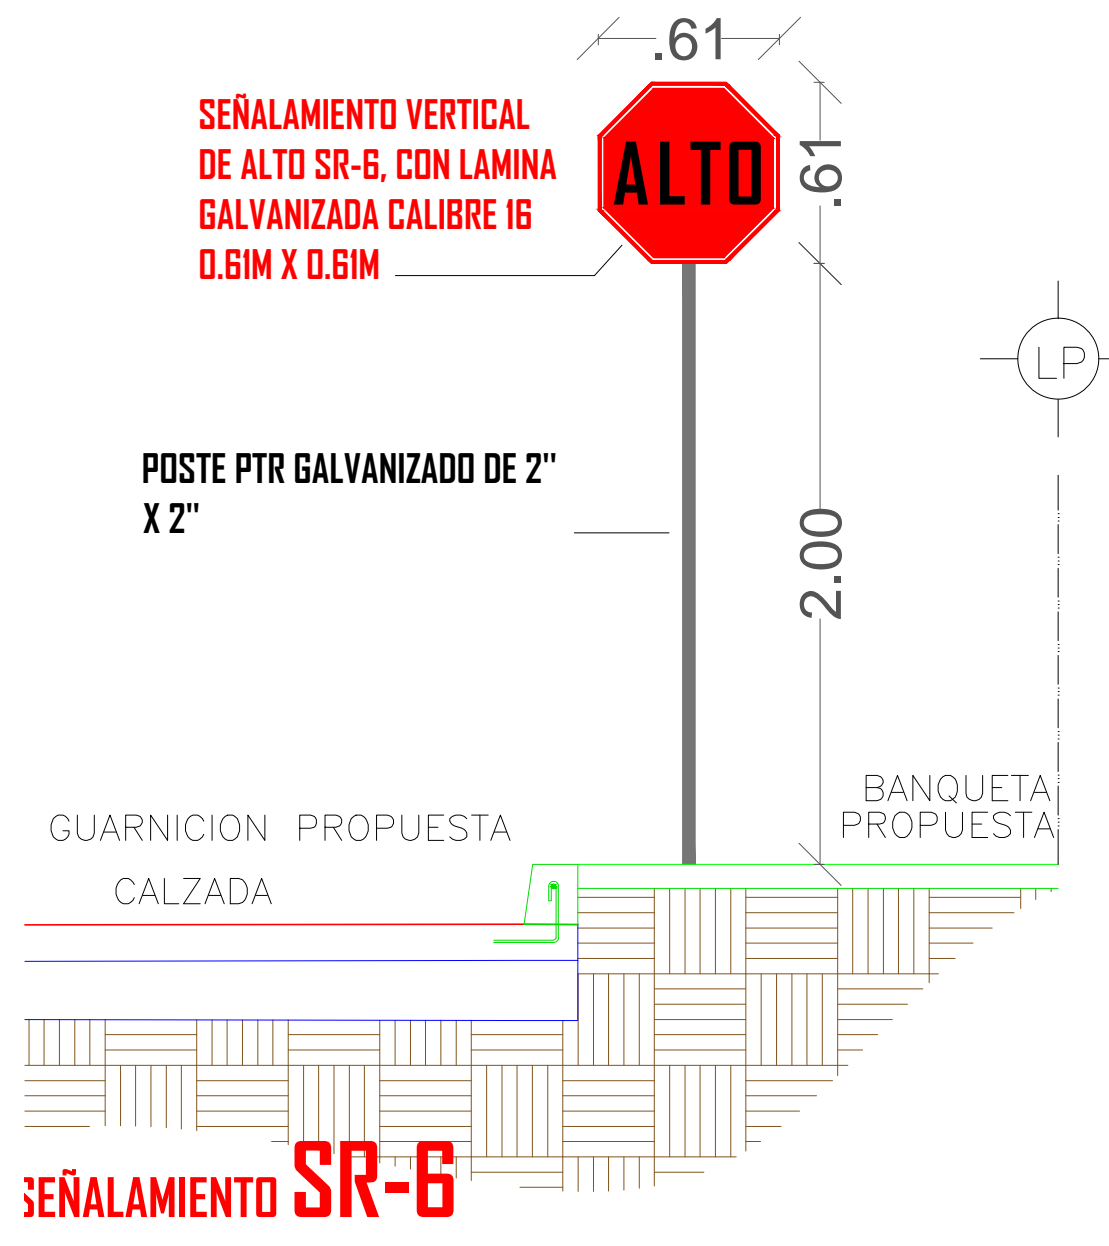 .61
SEÑALAMIENTO VERTICAL
DE ALTO SR-6, CON LAMINA
GALVANIZADA CALIBRE 16
0.61M X 0.61M
ALTO
.61
LP
POSTE PTR GALVANIZADO DE 2"
X 2"
2.00
BANQUETA
PROPUESTA
GUARNICION PROPUESTA
CALZADA
SEÑALAMIENTO SR-6